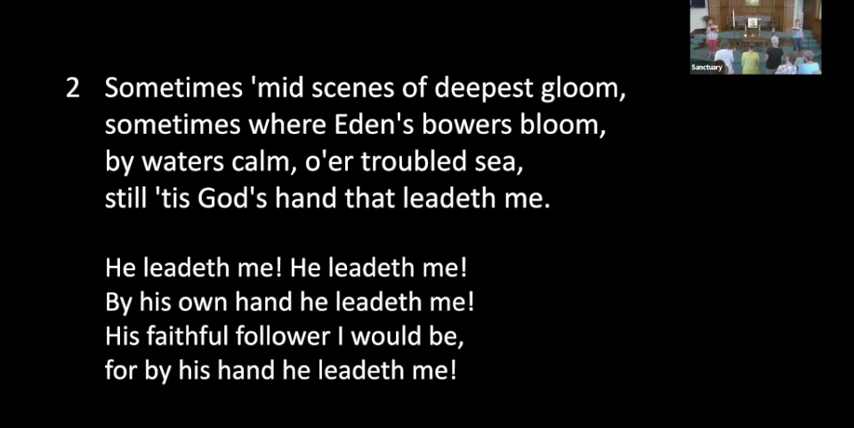 2 Sometimes 'mid scenes of deepest gloom,
sometimes where Eden's bowers bloom,
by waters calm, o'er troubled sea,
still 'tis God's hand that leadeth me.
He leadeth me! He leadeth me!
By his own hand he leadeth me!
His faithful follower I would be,
for by his hand he leadeth me!
Sanctuary